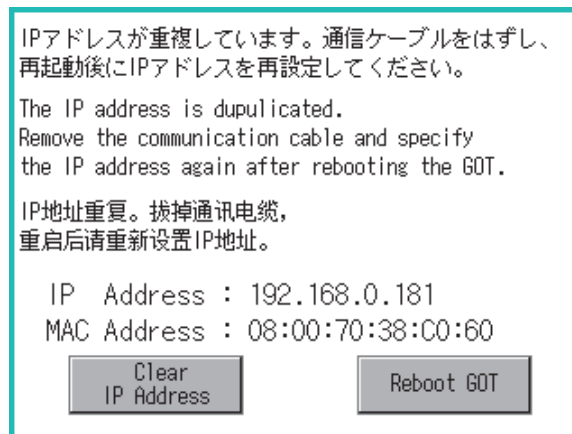 IPアドレスが重複しています。通信ケーブルをはずし、
再起動後にIPアドレスを再設定してください。
The IP address is dupulicated.
Remove the communication cable and specify
the IP address again after rebooting the GOT.
IP地址重复。拔掉通讯电缆，
重启后请重新设置IP地址。
IP Address : 192.168.0.181
MAC Address : 08:00:70:38:C0:60
Clear
IP Address
Reboot GOT